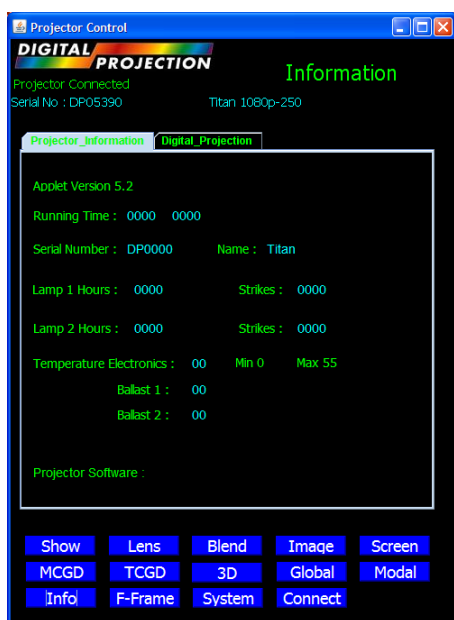 Projector Control
DIGITAL
PROJECTION
Information
Projector Connected
Serial No : DP05390 Titan 1080p-250
Projector_Information Digital_Projection
Applet Version 5.2
Running Time : 0000 0000
Serial Number : DP0000 Name : Titan
Lamp 1 Hours : 0000 Strikes : 0000
Lamp 2 Hours : 0000 Strikes : 0000
Temperature Electronics : 00 Min 0 Max 55
Ballast 1 : 00
Ballast 2 : 00
Projector Software :
Show Lens Blend Image Screen
MCGD TCGD 3D Global Modal
Info F-Frame System Connect